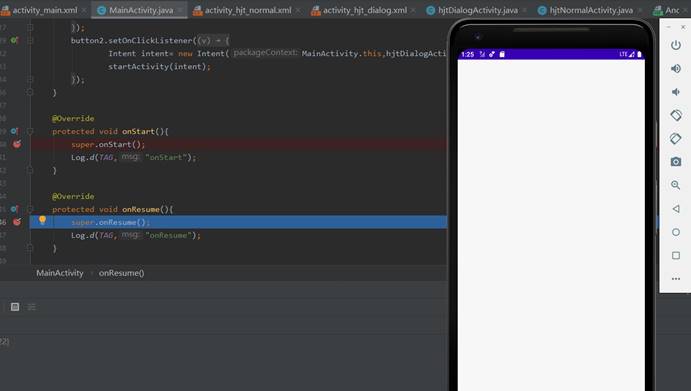 activity_main.xml MainActivity.java activity_hjt_normal.xml activity_hjt_dialog.xml hjtDialogActivity.java hjtNormalActivity.java Anc
});
button2.setOnClickListener((v) → {
Intent intent= new Intent( packageContext: MainActivity.this,hjtDialogActi
startActivity(intent);
});
}
@Override
protected void onStart(){
super.onStart();
Log.d(TAG, msg: "onStart");
}
@Override
protected void onResume(){
super.onResume();
Log.d(TAG, msg: "onResume");
}
MainActivity › onResume()
22}
1:25 LTE